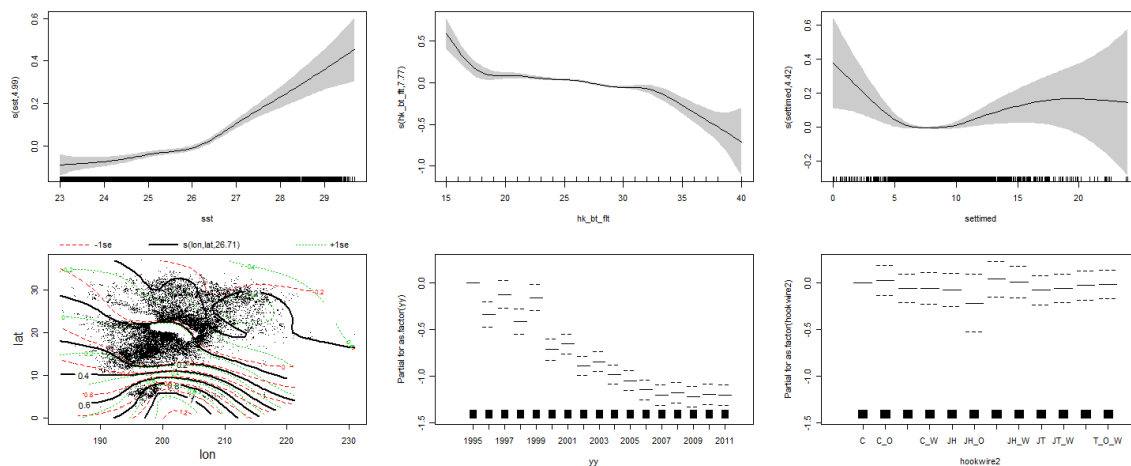 s(sst,4.99)
0.6
0.4
0.2
0.0
23 24 25 26 27 28 29
sst
s(hk_bt_flt,7.77)
0.5
0.0
-0.5
-1.0
15 20 25 30 35 40
hk_bt_flt
s(settimed,4.42)
0.6
0.4
0.2
0.0
-0.2
0 5 10 15 20
settimed
-1se s(lon,lat,26.71) +1se
lat
30
20
10
0
0.2
0.4
0.6
0.8
190 200 210 220 230
lon
Partial for as.factor(yy)
0.0
-0.5
-1.0
-1.5
1995 1997 1999 2001 2003 2005 2007 2009 2011
yy
Partial for as.factor(hookwire2)
0.0
-0.5
-1.0
-1.5
C C_O C_W JH JH_O JH_W JT JT_W T_O_W
hookwire2